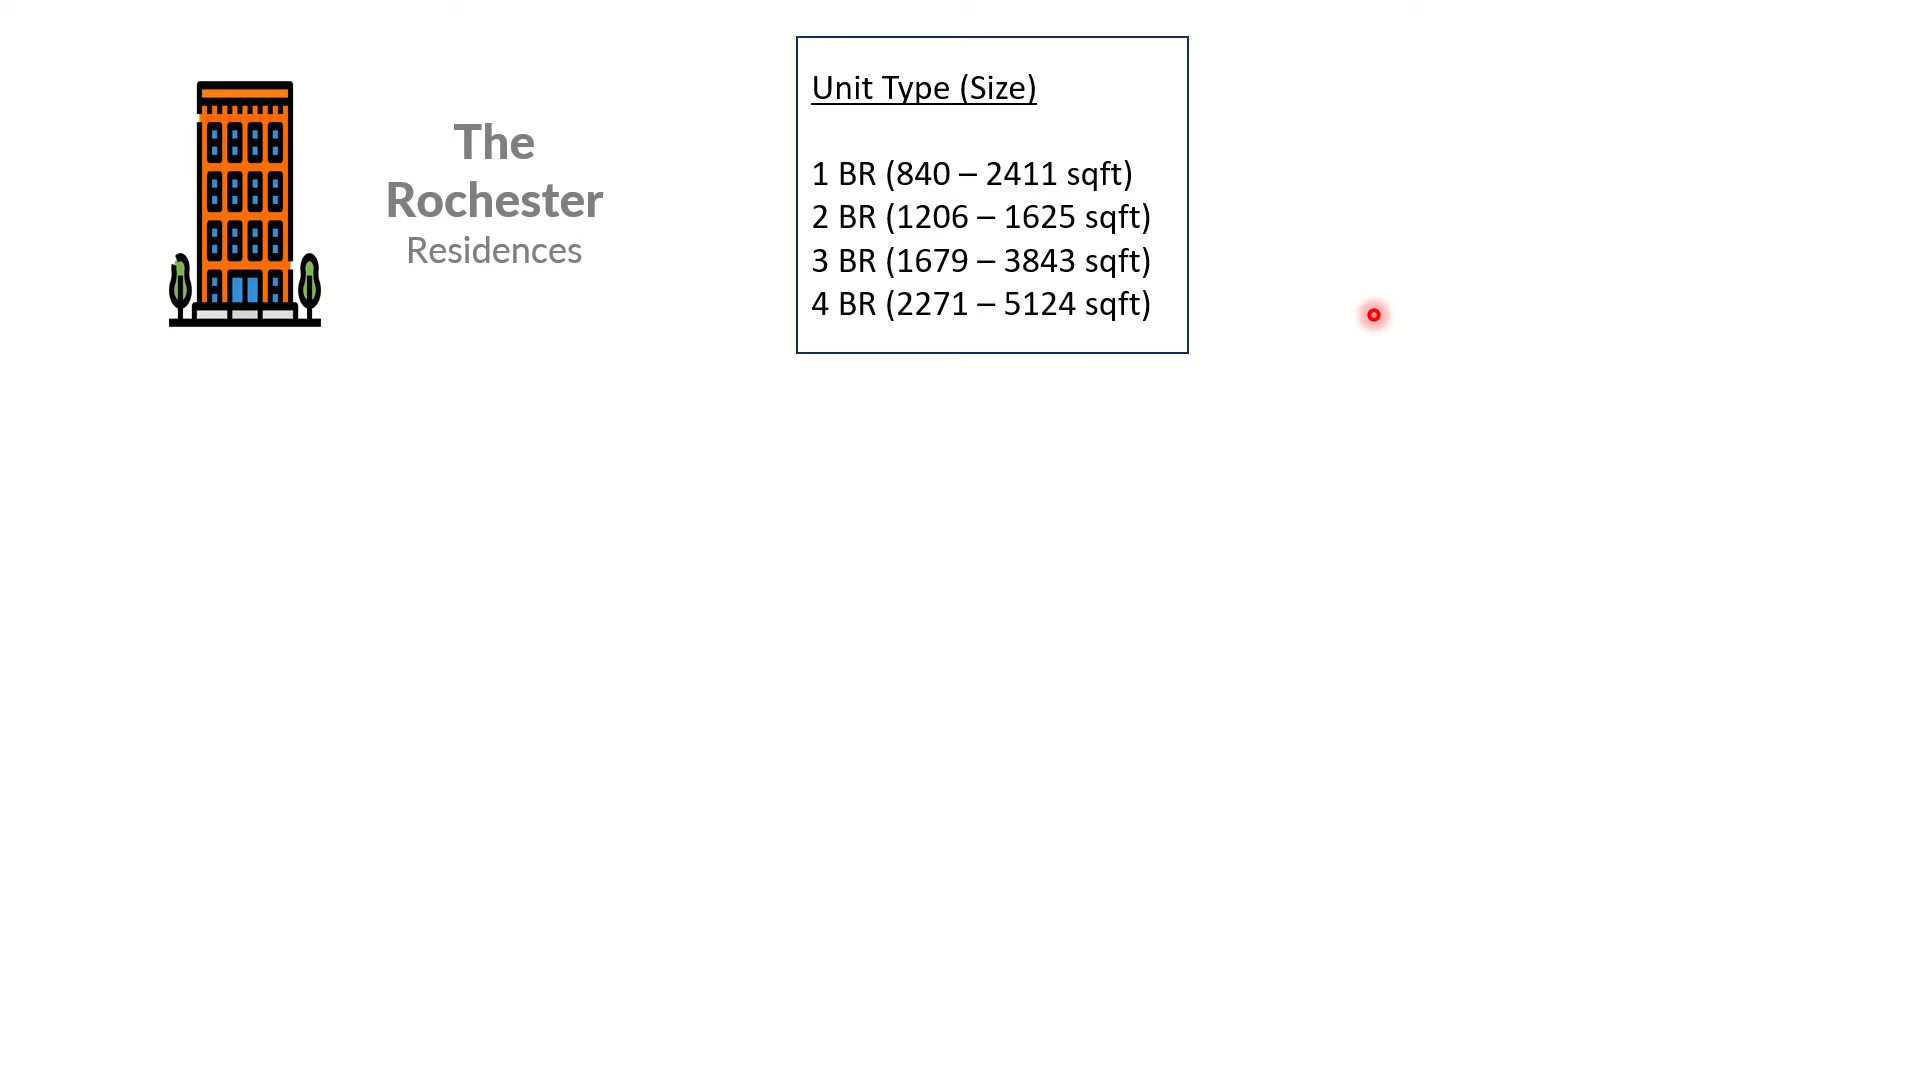 The
Rochester
Residences
Unit Type (Size)
1 BR (840 – 2411 sqft)
2 BR (1206 – 1625 sqft)
3 BR (1679 – 3843 sqft)
4 BR (2271 – 5124 sqft)